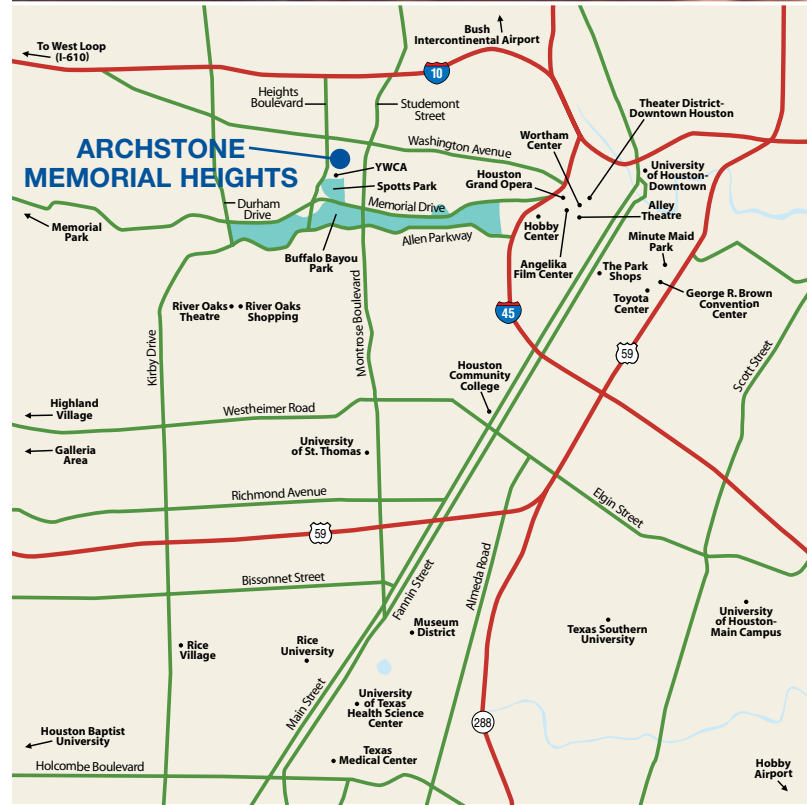 To West Loop
(I-610)
Bush
Intercontinental Airport
10
Heights
Boulevard
Studemont
Street
Theater District-
Downtown Houston
Wortham
Center
Washington Avenue
ARCHSTONE
MEMORIAL HEIGHTS
YWCA
Spotts Park
Houston
Grand Opera
University
of Houston-
Downtown
Durham
Drive
Memorial Drive
Alley
Theatre
Memorial
Park
Allen Parkway
Hobby
Center
Minute Maid
Park
Buffalo Bayou
Park
Angelika
Film Center
The Park
Shops
River Oaks
Theatre
River Oaks
Shopping
Toyota
Center
George R. Brown
Convention
Center
45
Kirby Drive
Montrose Boulevard
59
Scott Street
Houston
Community
College
Highland
Village
Westheimer Road
Galleria
Area
University
of St. Thomas
Richmond Avenue
Elgin Street
59
Bissonnet Street
Fannin Street
Almeda Road
Museum
District
Texas Southern
University
University
of Houston-
Main Campus
Rice
Village
Rice
University
Main Street
University
of Texas
Health Science
Center
288
Houston Baptist
University
Texas
Medical Center
Holcombe Boulevard
Hobby
Airport